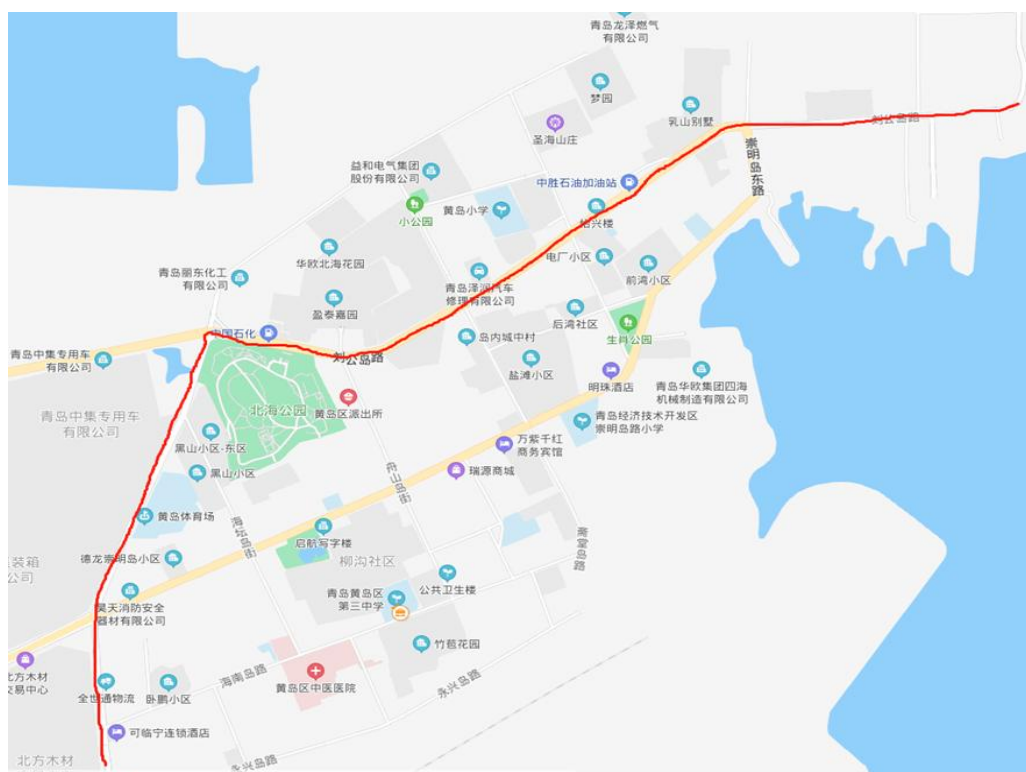 青岛龙泽燃气
有限公司
梦园
乳山别墅
刘公岛路
圣海山庄
崇明岛东路
益和电气集团
股份有限公司
中胜石油加油站
小公园
黄岛小学
怡兴楼
华欧北海花园
电厂小区
青岛丽东化工
有限公司
前湾小区
青岛泽润汽车
修理有限公司
盈泰嘉园
后湾社区
中国石化
岛内城中村
生肖公园
青岛中集专用车
有限公司
刘公岛路
盐滩小区
明珠酒店
青岛华欧集团四海
机械制造有限公司
北海公园
黄岛区派出所
青岛中集专用车
有限公司
青岛经济技术开发区
崇明岛路小学
黑山小区-东区
万紫千红
商务宾馆
黑山小区
瑞源商城
舟山岛街
黄岛体育场
启航写字楼
斋堂岛路
德龙崇明岛小区
装箱
公司
柳沟社区
公共卫生楼
青岛黄岛区
第三中学
昊天消防安全
器材有限公司
竹苞花园
北方木材
交易中心
海南岛路
黄岛区中医医院
永兴岛路
全世通物流
卧鹏小区
可临宁连锁酒店
永兴岛路
北方木材